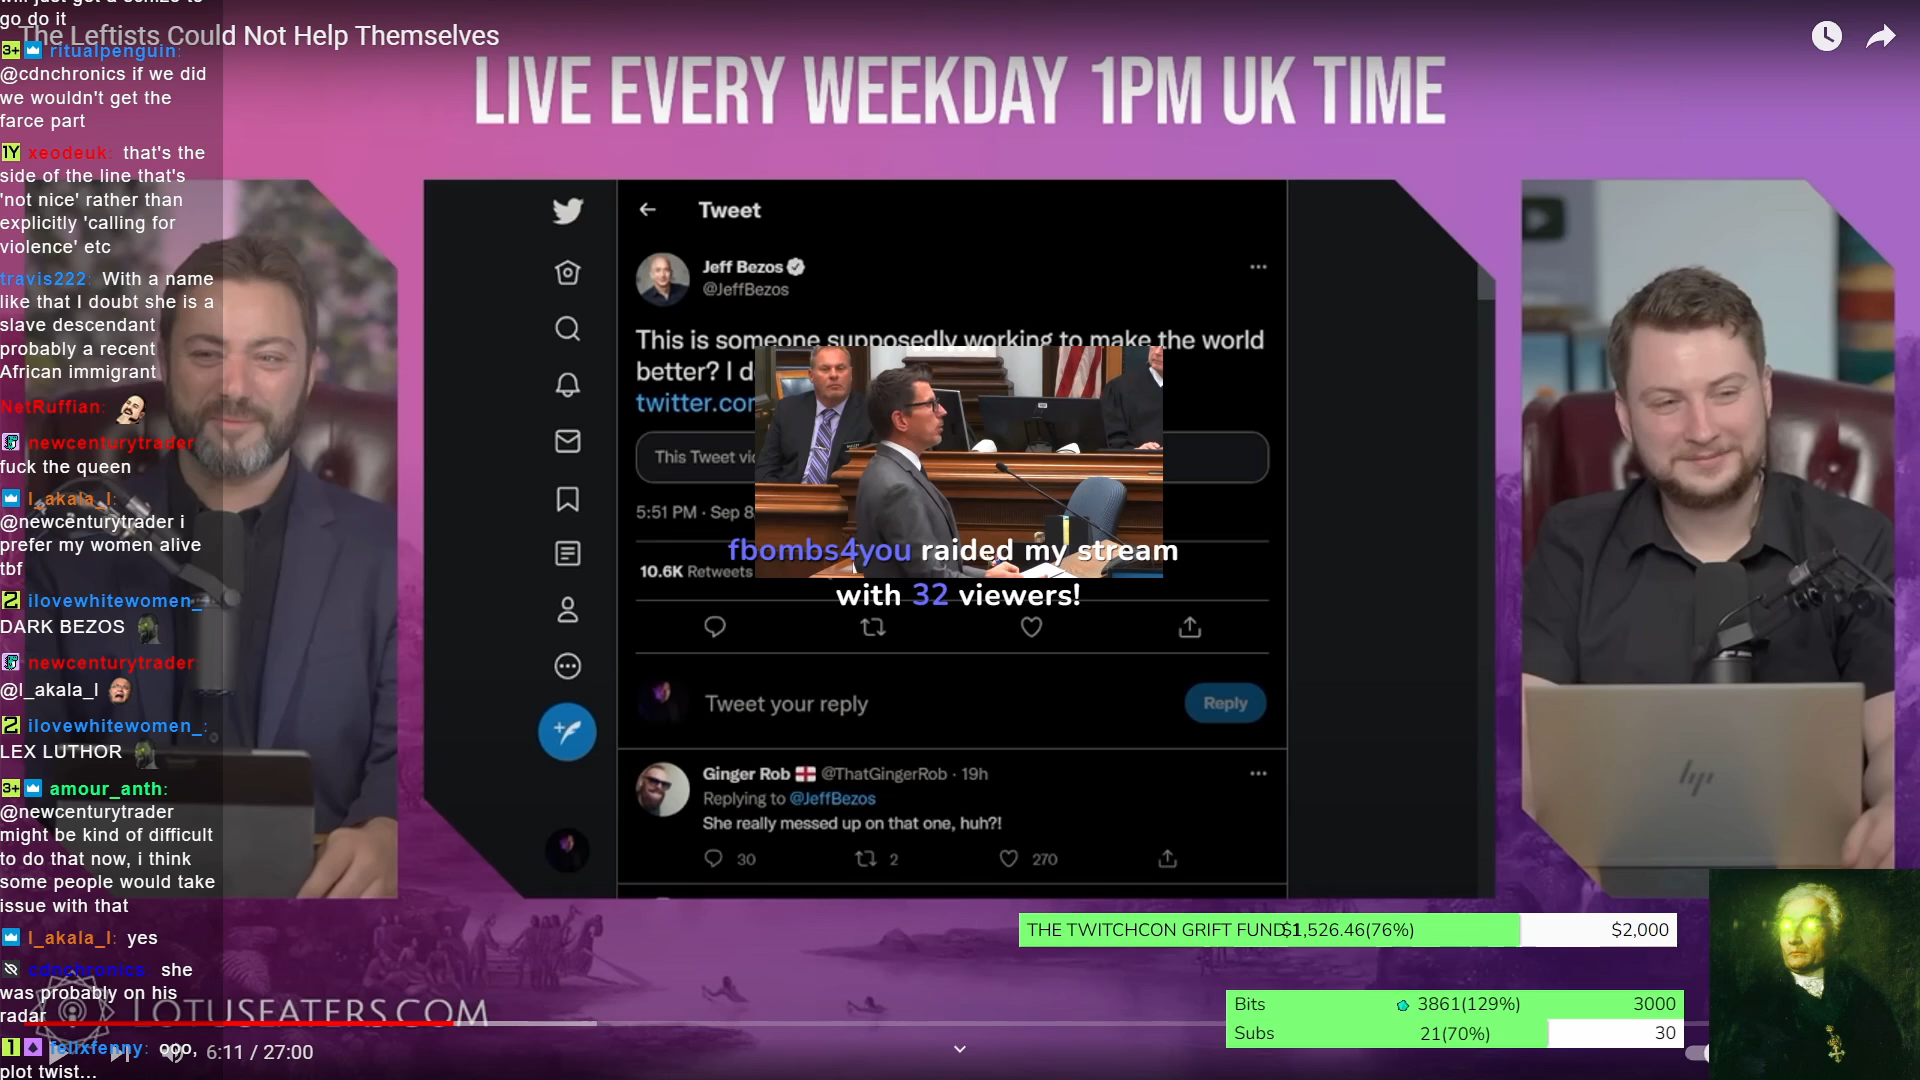 go do it
The Leftists Could Not Help Themselves
ritualpenguin:
@cdnchronics if we did
we wouldn't get the
farce part
xeodeuk: that's the
side of the line that's
'not nice' rather than
explicitly 'calling for
violence' etc
travis222: With a name
like that I doubt she is a
slave descendant
probably a recent
African immigrant
NetRuffian:
newcenturytrader:
fuck the queen
l_akala_l:
@newcenturytrader i
prefer my women alive
tbf
ilovewhitewomen_:
DARK BEZOS
newcenturytrader:
@l_akala_l
ilovewhitewomen_:
LEX LUTHOR
amour_anth:
@newcenturytrader
might be kind of difficult
to do that now, i think
some people would take
issue with that
l_akala_l: yes
cdnchronics: she
was probably on his
radar
felixfenny: ooo,
plot twist...
LIVE EVERY WEEKDAY 1PM UK TIME
Tweet
Jeff Bezos
@JeffBezos
This is someone supposedly working to make the world
better? I d
twitter.co
This Tweet vio
5:51 PM · Sep 8
10.6K Retweets
fbombs4you raided my stream
with 32 viewers!
Tweet your reply
Reply
Ginger Rob @ThatGingerRob · 19h
Replying to @JeffBezos
She really messed up on that one, huh?!
30 2 270
hp
THE TWITCHCON GRIFT FUND $1,526.46(76%) $2,000
Bits 3861(129%) 3000
Subs 21(70%) 30
LOTUSEATERS.COM
6:11 / 27:00